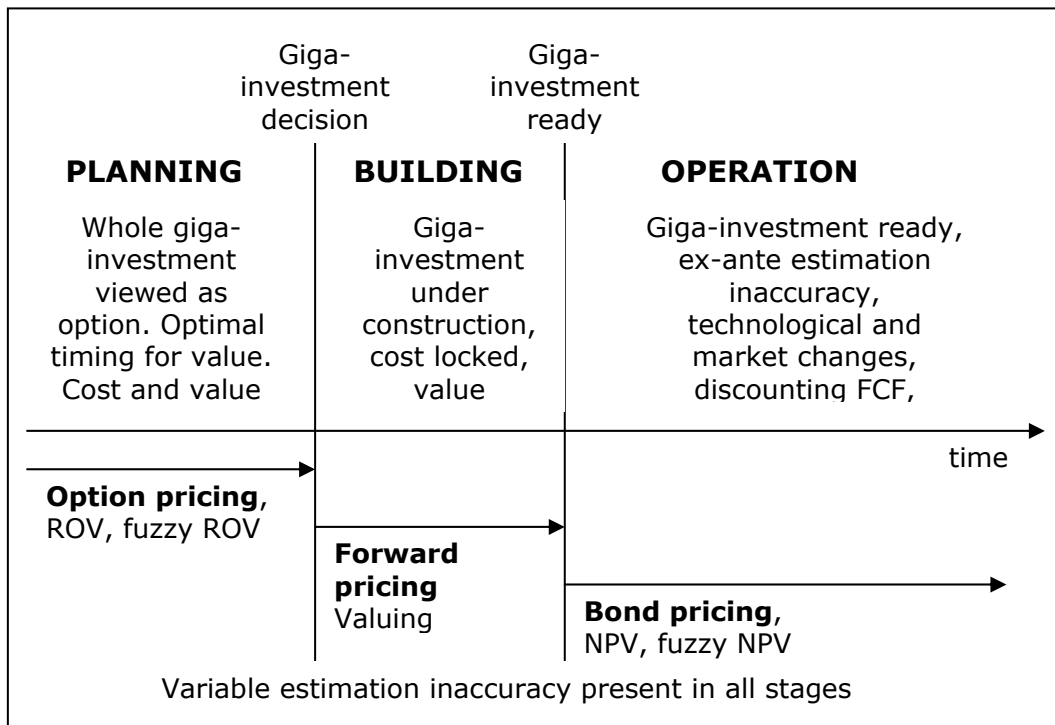 Giga-
investment
decision
Giga-
investment
ready
PLANNING
BUILDING
OPERATION
Whole giga-
investment
viewed as
option. Optimal
timing for value.
Cost and value
Giga-
investment
under
construction,
cost locked,
value
Giga-investment ready,
ex-ante estimation
inaccuracy,
technological and
market changes,
discounting FCF,
time
Option pricing,
ROV, fuzzy ROV
Forward
pricing
Valuing
Bond pricing,
NPV, fuzzy NPV
Variable estimation inaccuracy present in all stages